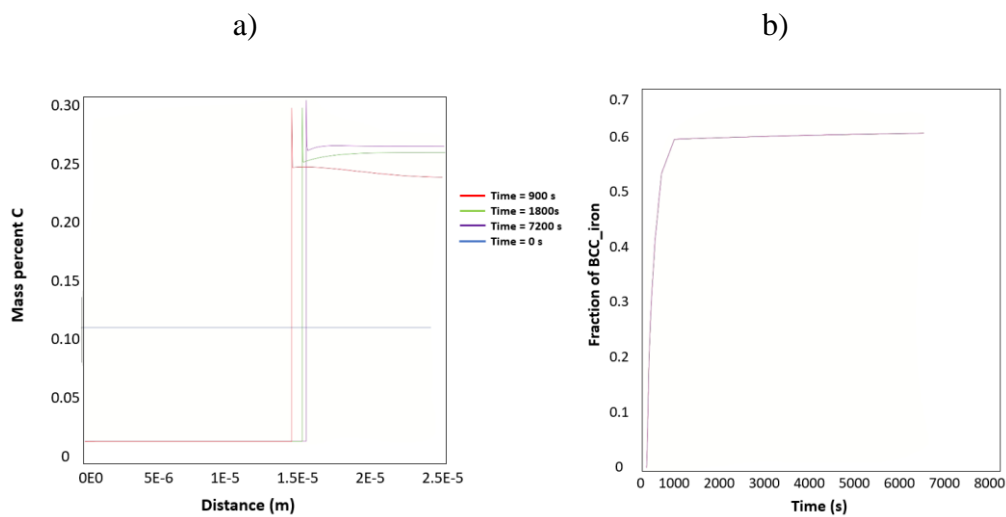 a)
b)
Mass percent C
0.30
0.25
0.20
0.15
0.10
0.05
0
0E0 5E-6 1E-5 1.5E-5 2E-5 2.5E-5
Distance (m)
Time = 900 s
Time = 1800s
Time = 7200 s
Time = 0 s
Fraction of BCC_iron
0.7
0.6
0.5
0.4
0.3
0.2
0.1
0
0 1000 2000 3000 4000 5000 6000 7000 8000
Time (s)